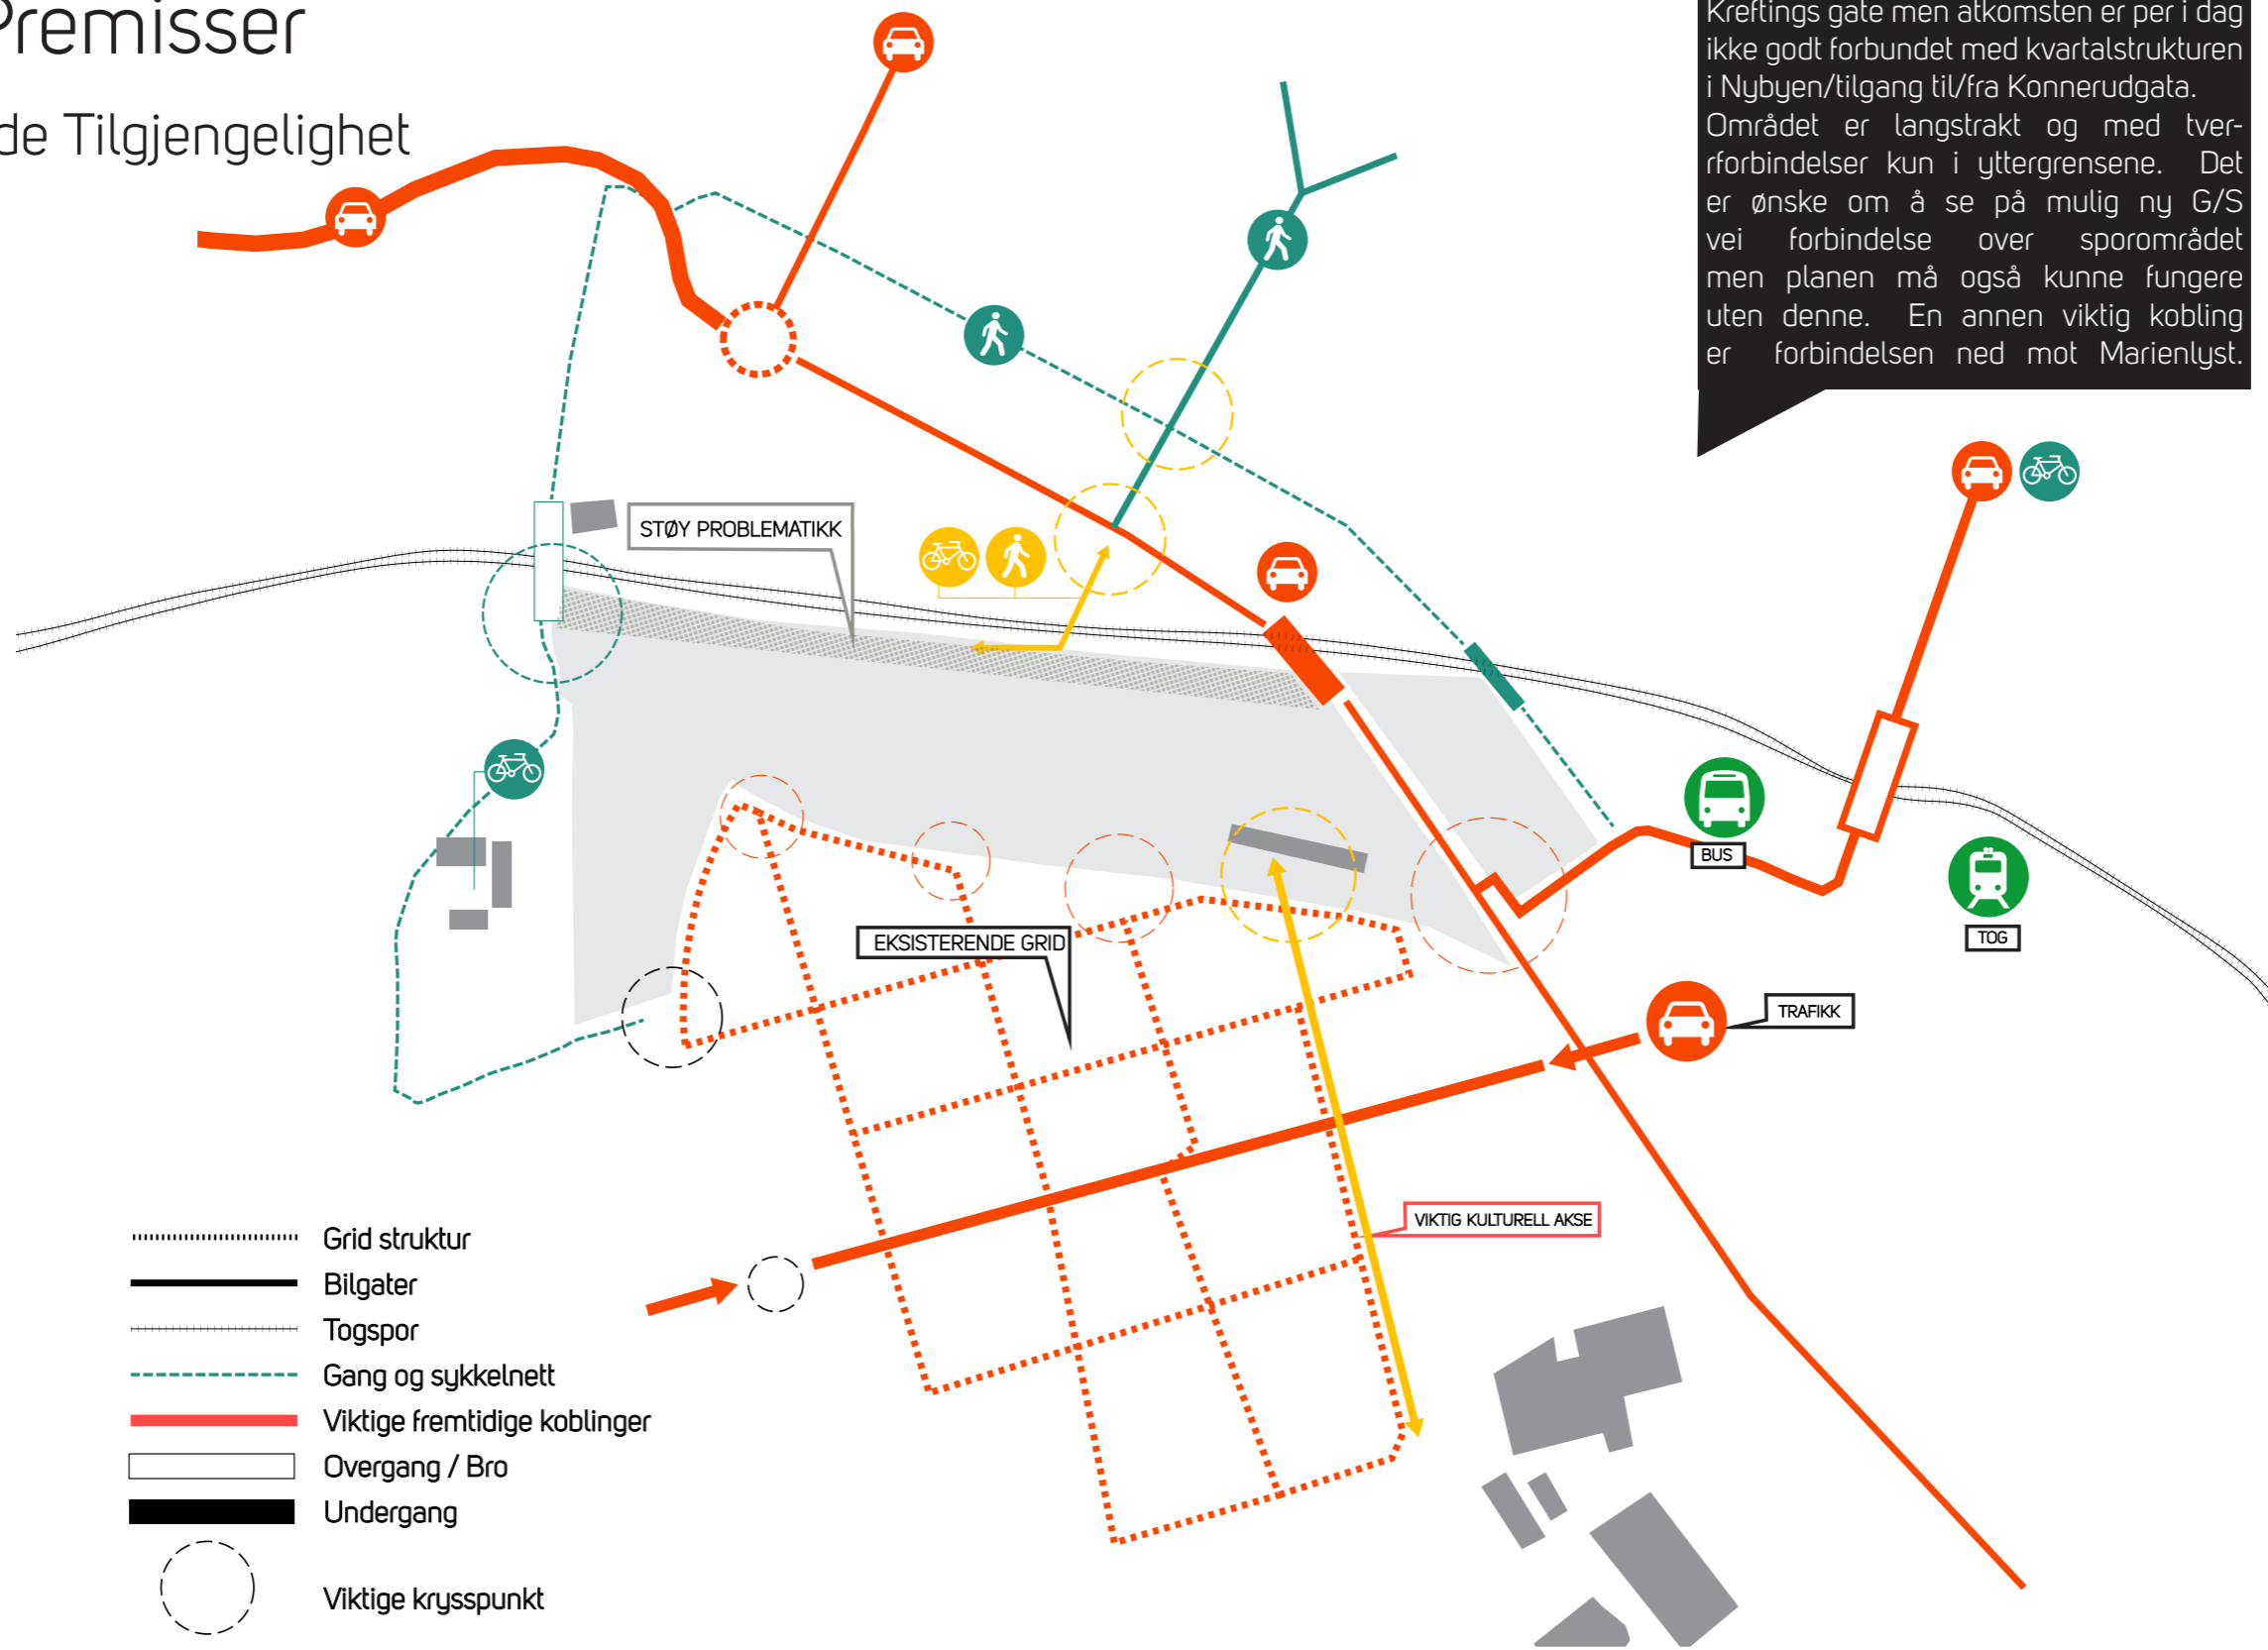 Premisser
de Tilgjengelighet
Kreftings gate men atkomsten er per i dag
ikke godt forbundet med kvartalstrukturen
i Nybyen/tilgang til/fra Konnerudgata.
Området er langstrakt og med tver-
rforbindelser kun i yttergrensene. Det
er ønske om å se på mulig ny G/S
vei forbindelse over sporområdet
men planen må også kunne fungere
uten denne. En annen viktig kobling
er forbindelsen ned mot Marienlyst.
STØY PROBLEMATIKK
BUS
EKSISTERENDE GRID
TOG
TRAFIKK
VIKTIG KULTURELL AKSE
Grid struktur
Bilgater
Togspor
Gang og sykkelnett
Viktige fremtidige koblinger
Overgang / Bro
Undergang
Viktige krysspunkt